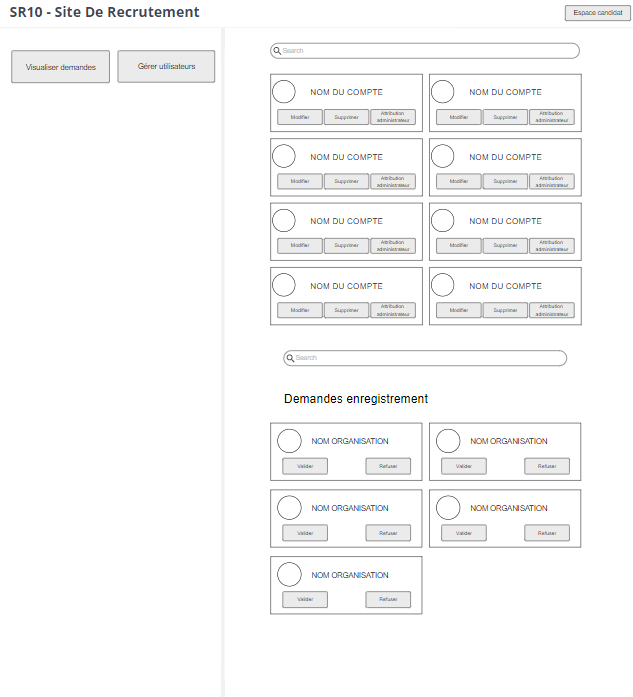 SR10 - Site De Recrutement
Espace candidat
Visualiser demandes
Gérer utilisateurs
Search
NOM DU COMPTE
Modifier
Supprimer
Attribution
administrateur
NOM DU COMPTE
Modifier
Supprimer
Attribution
administrateur
NOM DU COMPTE
Modifier
Supprimer
Attribution
administrateur
NOM DU COMPTE
Modifier
Supprimer
Attribution
administrateur
NOM DU COMPTE
Modifier
Supprimer
Attribution
administrateur
NOM DU COMPTE
Modifier
Supprimer
Attribution
administrateur
NOM DU COMPTE
Modifier
Supprimer
Attribution
administrateur
NOM DU COMPTE
Modifier
Supprimer
Attribution
administrateur
Search
Demandes enregistrement
NOM ORGANISATION
Valider
Refuser
NOM ORGANISATION
Valider
Refuser
NOM ORGANISATION
Valider
Refuser
NOM ORGANISATION
Valider
Refuser
NOM ORGANISATION
Valider
Refuser